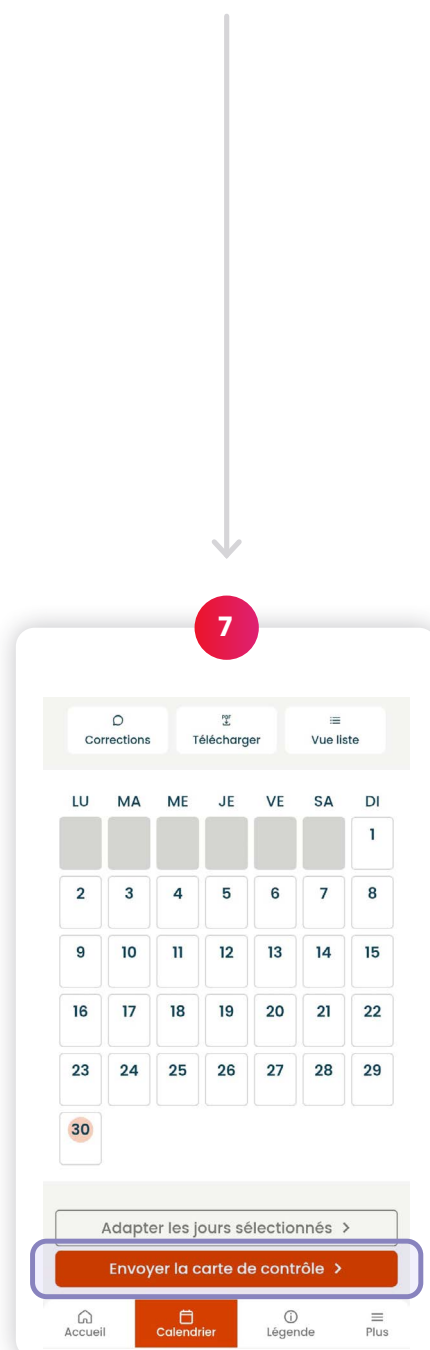 7
Corrections Télécharger Vue liste
LU MA ME JE VE SA DI
1
2 3 4 5 6 7 8
9 10 11 12 13 14 15
16 17 18 19 20 21 22
23 24 25 26 27 28 29
30
Adapter les jours sélectionnés >
Envoyer la carte de contrôle >
Accueil Calendrier Légende Plus